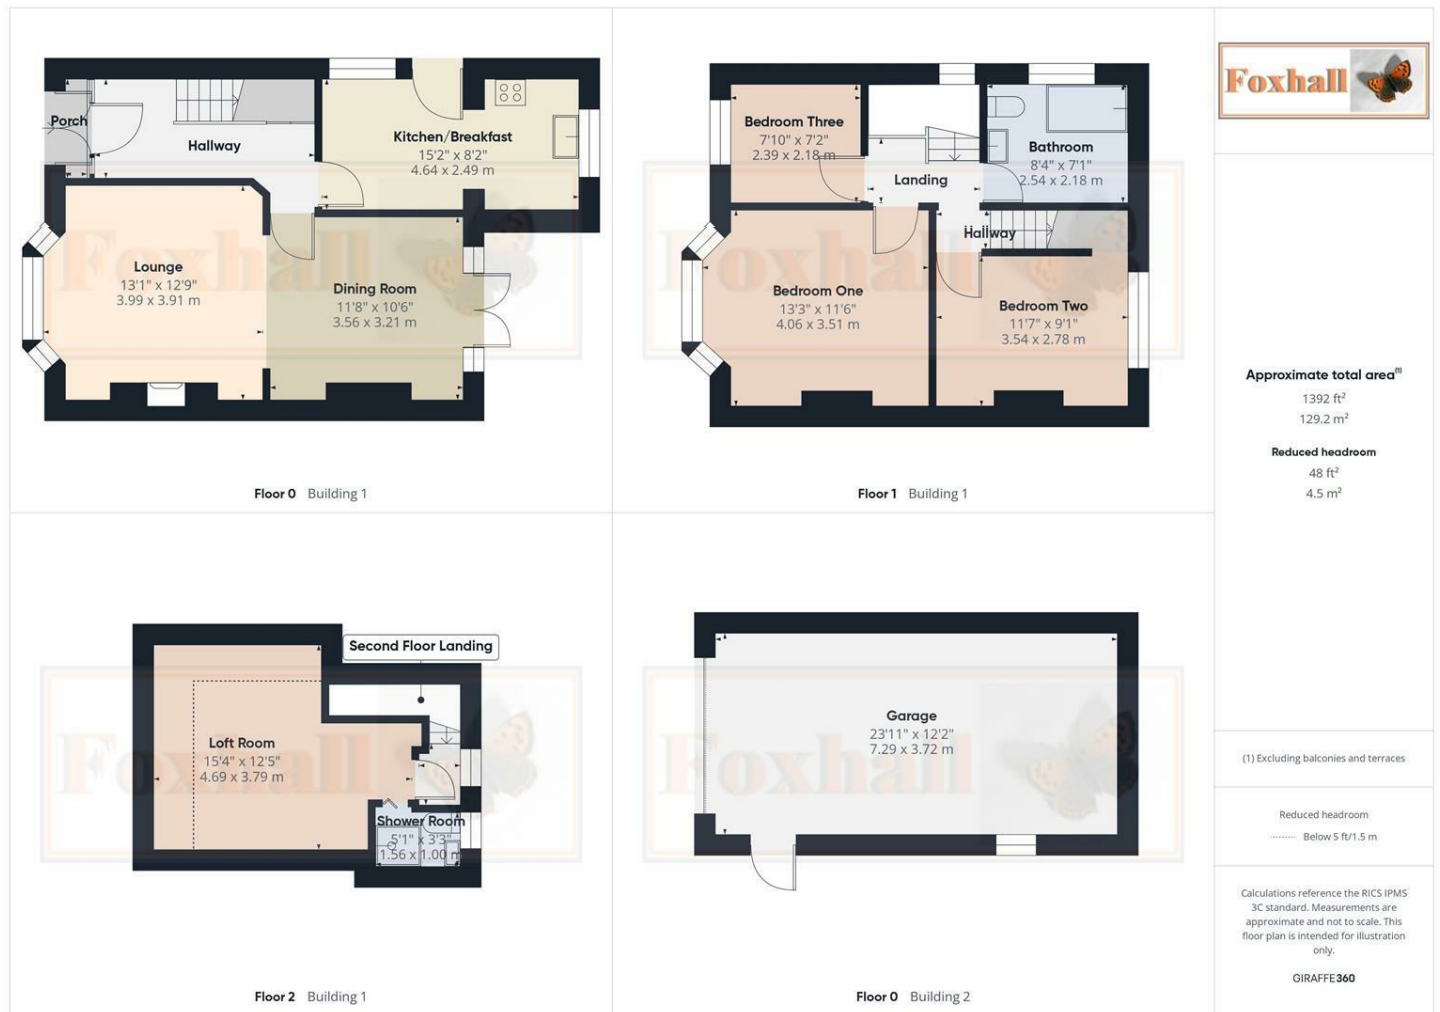 Porch
Hallway
Kitchen/Breakfast
15'2" x 8'2"
4.64 x 2.49 m
Lounge
13'1" x 12'9"
3.99 x 3.91 m
Dining Room
11'8" x 10'6"
3.56 x 3.21 m
Foxhall
Floor 0 Building 1
Bedroom Three
7'10" x 7'2"
2.39 x 2.18 m
Landing
Bathroom
8'4" x 7'1"
2.54 x 2.18 m
Hallway
Bedroom One
13'3" x 11'6"
4.06 x 3.51 m
Bedroom Two
11'7" x 9'1"
3.54 x 2.78 m
Foxhall
Floor 1 Building 1
Second Floor Landing
Loft Room
15'4" x 12'5"
4.69 x 3.79 m
Shower Room
5'1" x 3'3"
1.56 x 1.00 m
Foxhall
Floor 2 Building 1
Garage
23'11" x 12'2"
7.29 x 3.72 m
Foxhall
Floor 0 Building 2
Foxhall
Approximate total area(1)
1392 ft²
129.2 m²
Reduced headroom
48 ft²
4.5 m²
(1) Excluding balconies and terraces
Reduced headroom
Below 5 ft/1.5 m
Calculations reference the RICS IPMS
3C standard. Measurements are
approximate and not to scale. This
floor plan is intended for illustration
only.
GIRAFFE360